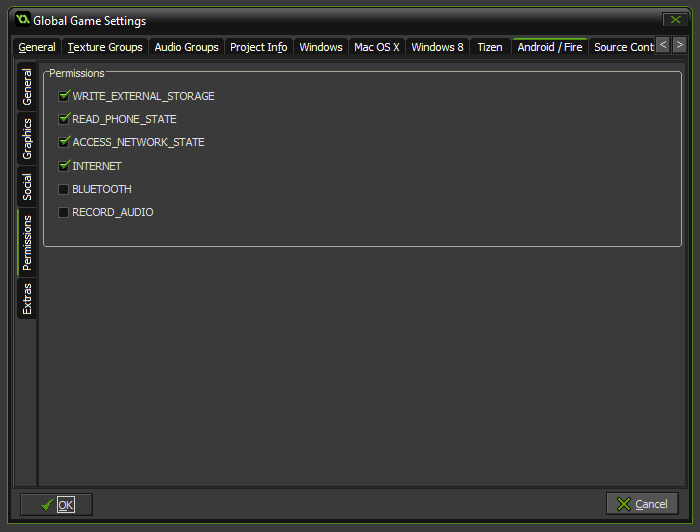 Global Game Settings
General Texture Groups Audio Groups Project Info Windows Mac OS X Windows 8 Tizen Android / Fire Source Cont < >
General
Graphics
Social
Permissions
Extras
Permissions
WRITE_EXTERNAL_STORAGE
READ_PHONE_STATE
ACCESS_NETWORK_STATE
INTERNET
BLUETOOTH
RECORD_AUDIO
OK Cancel